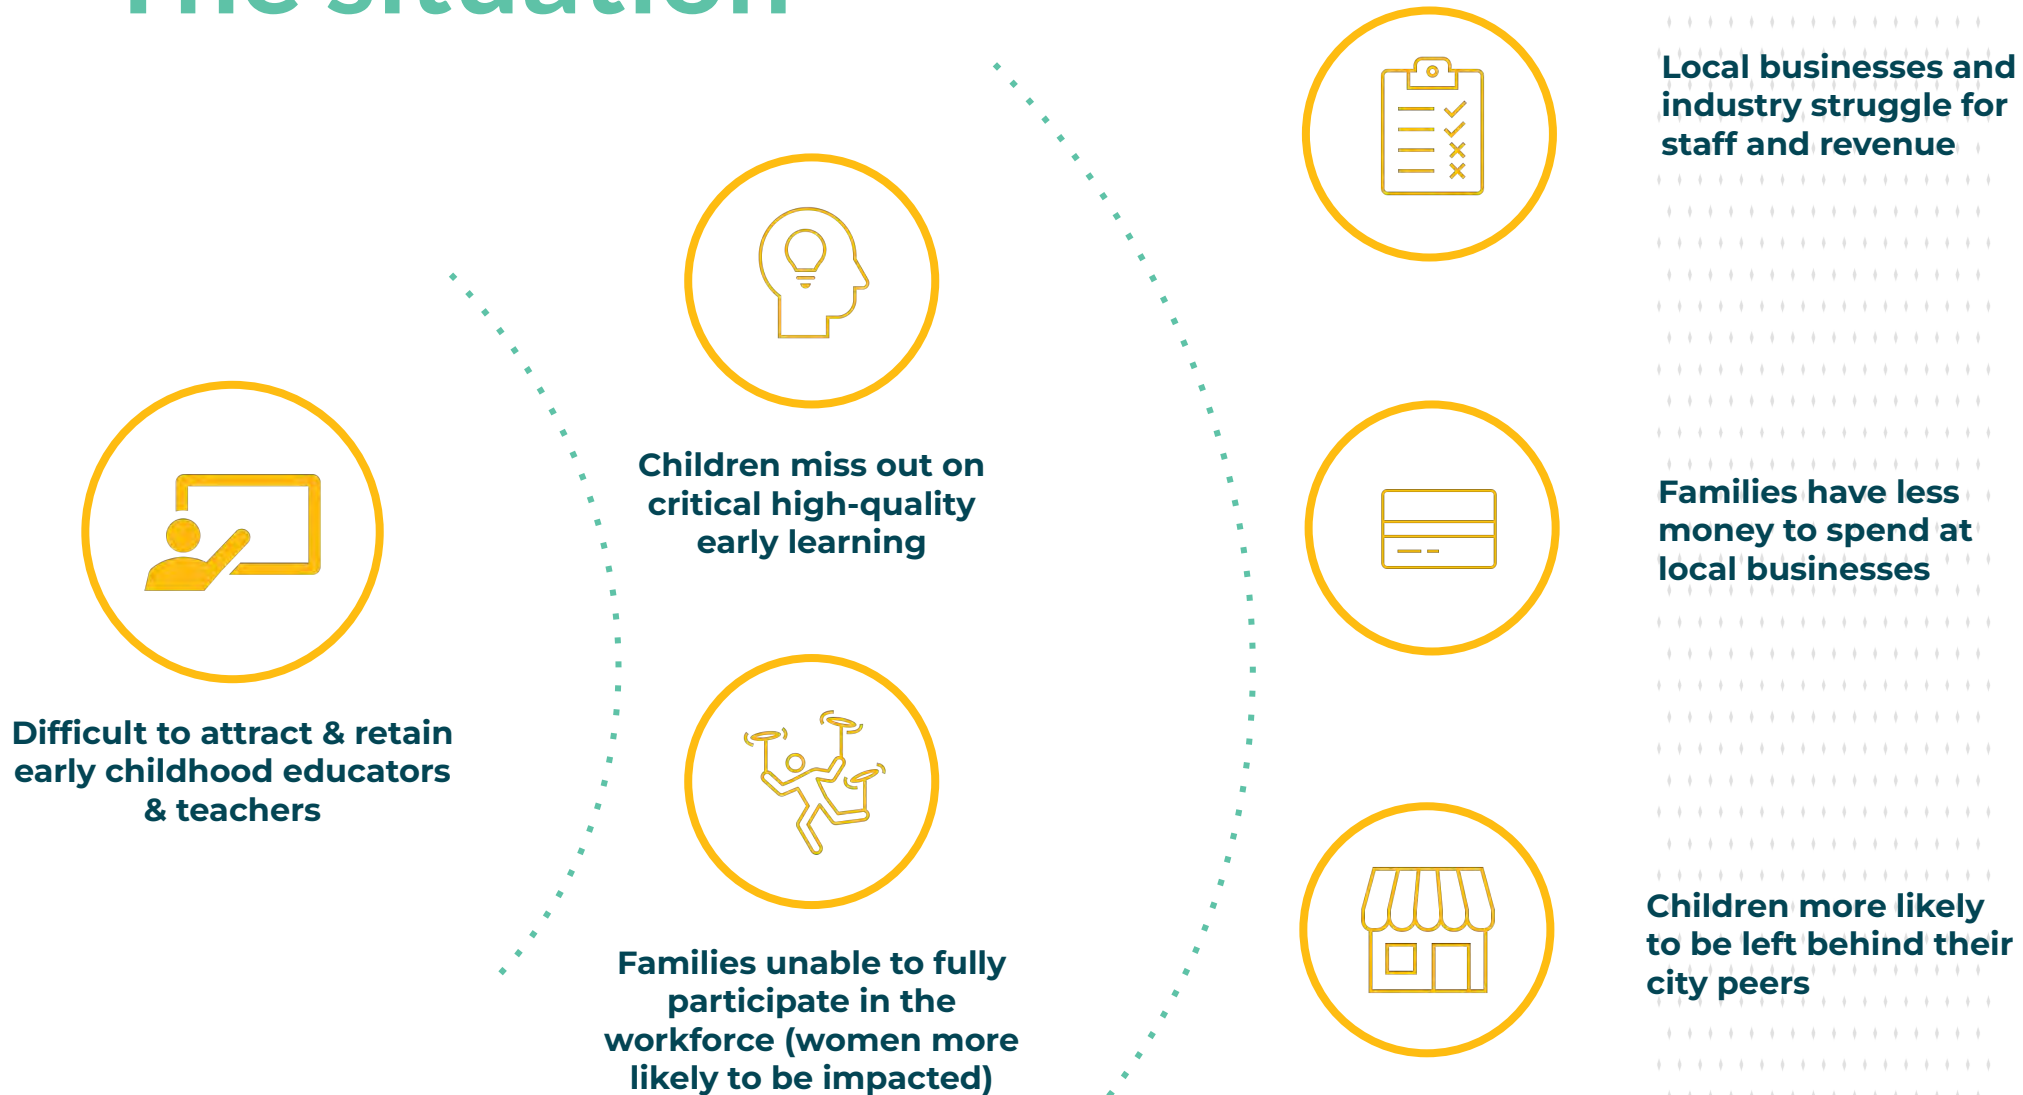 The situation
Difficult to attract & retain
early childhood educators
& teachers
Children miss out on
critical high-quality
early learning
Families unable to fully
participate in the
workforce (women more
likely to be impacted)
Local businesses and
industry struggle for
staff and revenue
Families have less
money to spend at
local businesses
Children more likely
to be left behind their
city peers